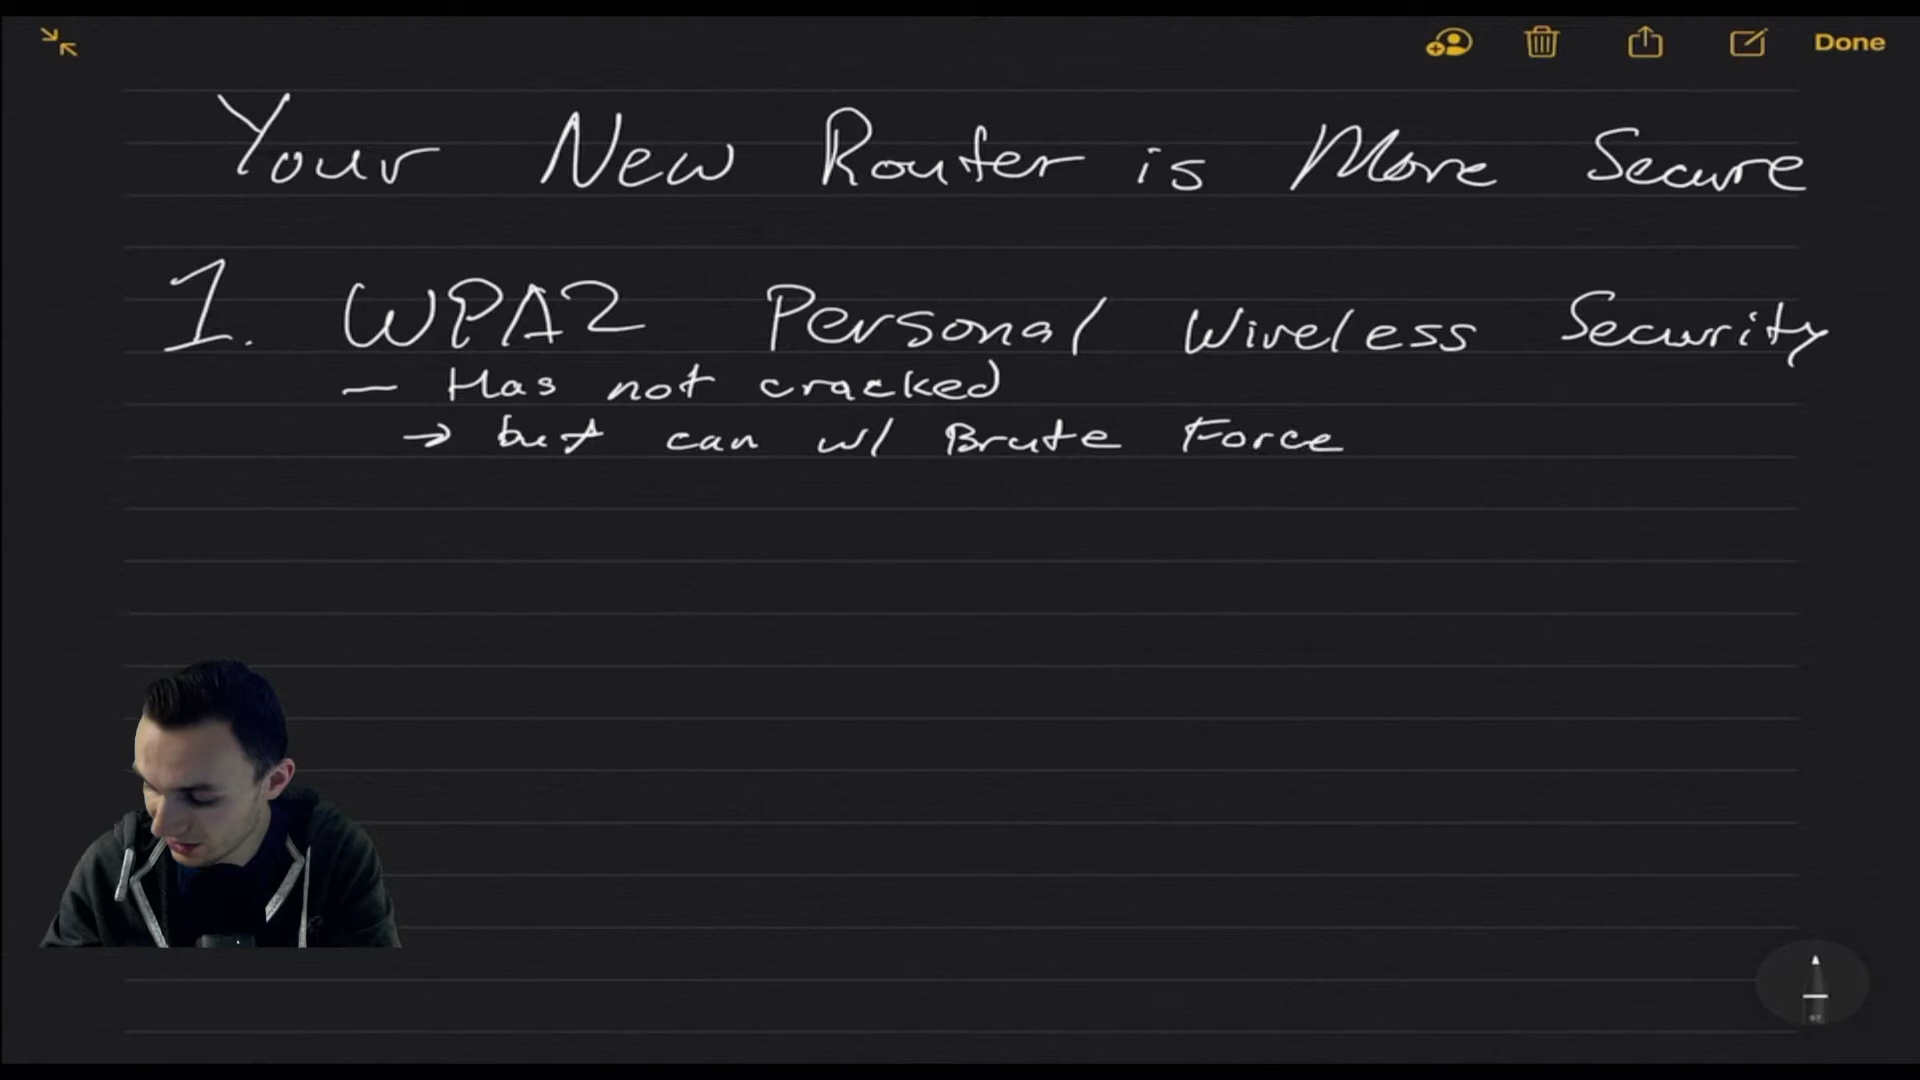 Done
Your New Router is More Secure
1. WPA2 Personal Wireless Security
— Has not cracked
→ but can w/ Brute Force